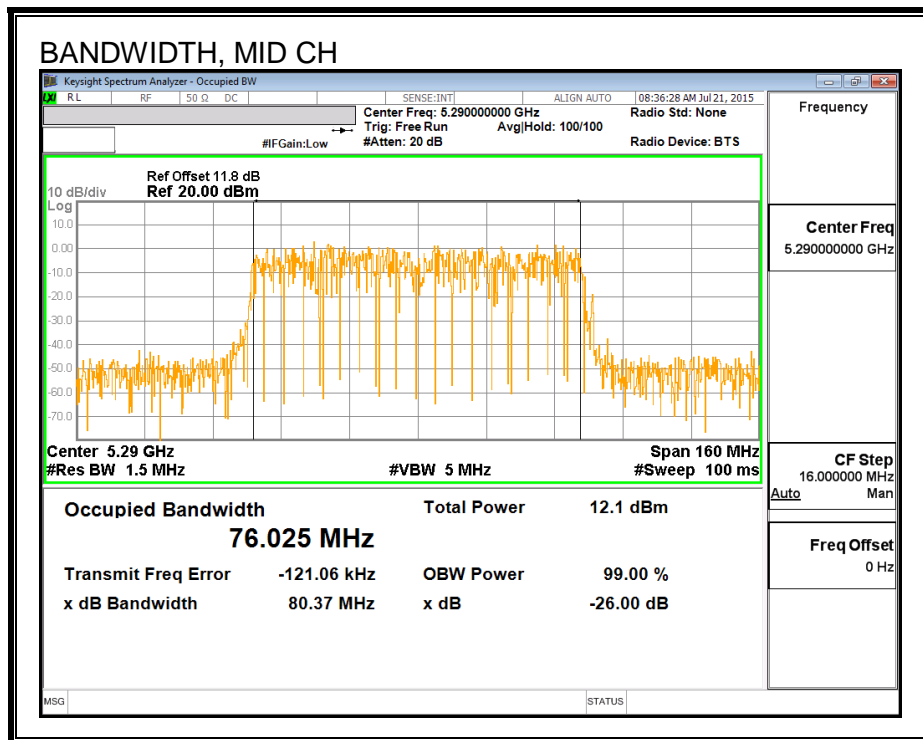 BANDWIDTH, MID CH
Keysight Spectrum Analyzer - Occupied BW
LXI RL RF 50 Ω DC SENSE:INT ALIGN AUTO 08:36:28 AM Jul 21, 2015
Center Freq: 5.290000000 GHz Radio Std: None
Trig: Free Run Avg|Hold: 100/100
#IFGain:Low #Atten: 20 dB Radio Device: BTS
Frequency
Ref Offset 11.8 dB
10 dB/div Ref 20.00 dBm
Log
10.0
0.00
-10.0
-20.0
-30.0
-40.0
-50.0
-60.0
-70.0
Center 5.29 GHz Span 160 MHz
#Res BW 1.5 MHz #VBW 5 MHz #Sweep 100 ms
Center Freq
5.290000000 GHz
CF Step
16.000000 MHz
Auto Man
Freq Offset
0 Hz
Occupied Bandwidth Total Power 12.1 dBm
76.025 MHz
Transmit Freq Error -121.06 kHz OBW Power 99.00 %
x dB Bandwidth 80.37 MHz x dB -26.00 dB
MSG STATUS